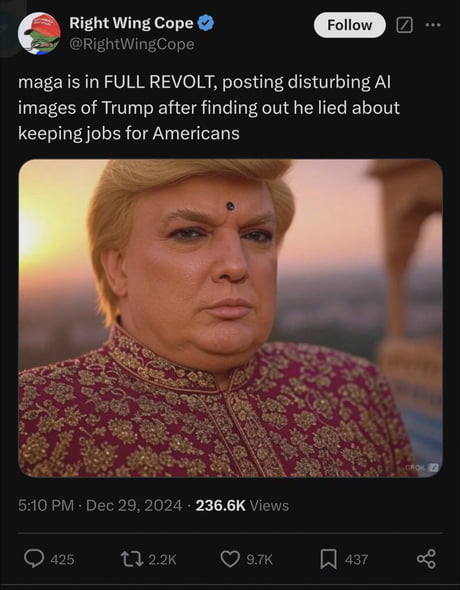 Right Wing Cope
Follow
@RightWingCope
maga is in FULL REVOLT, posting disturbing AI
images of Trump after finding out he lied about
keeping jobs for Americans
GROK
5:10 PM · Dec 29, 2024 · 236.6K Views
425
2.2K
9.7K
437